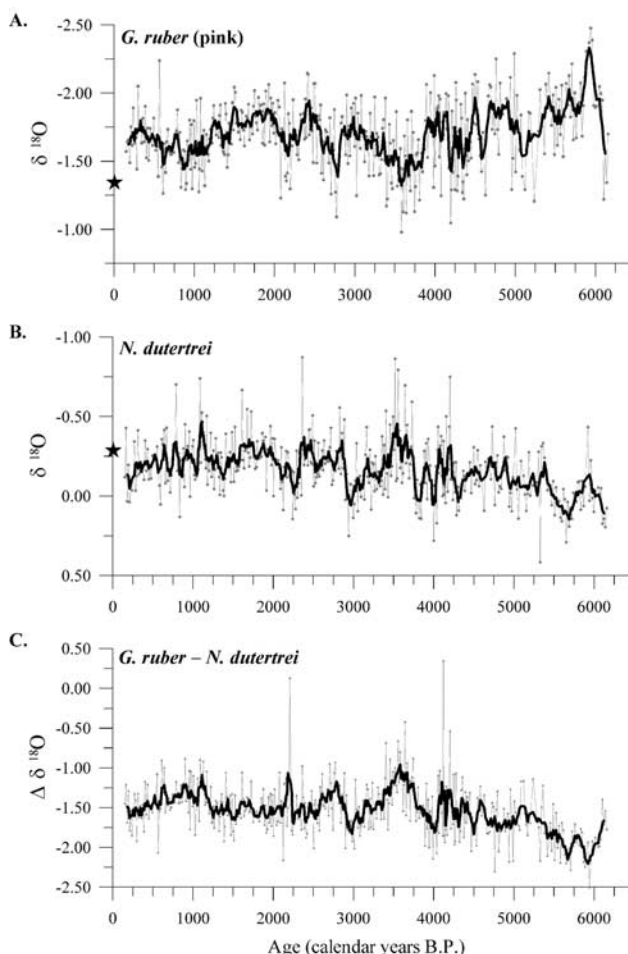 A.
G. ruber (pink)
-2.50
-2.00
-1.50
-1.00
δ 18O
0 1000 2000 3000 4000 5000 6000
B.
N. dutertrei
-1.00
-0.50
0.00
0.50
δ 18O
0 1000 2000 3000 4000 5000 6000
C.
G. ruber – N. dutertrei
0.50
0.00
-0.50
-1.00
-1.50
-2.00
-2.50
Δ δ 18O
0 1000 2000 3000 4000 5000 6000
Age (calendar years B.P.)